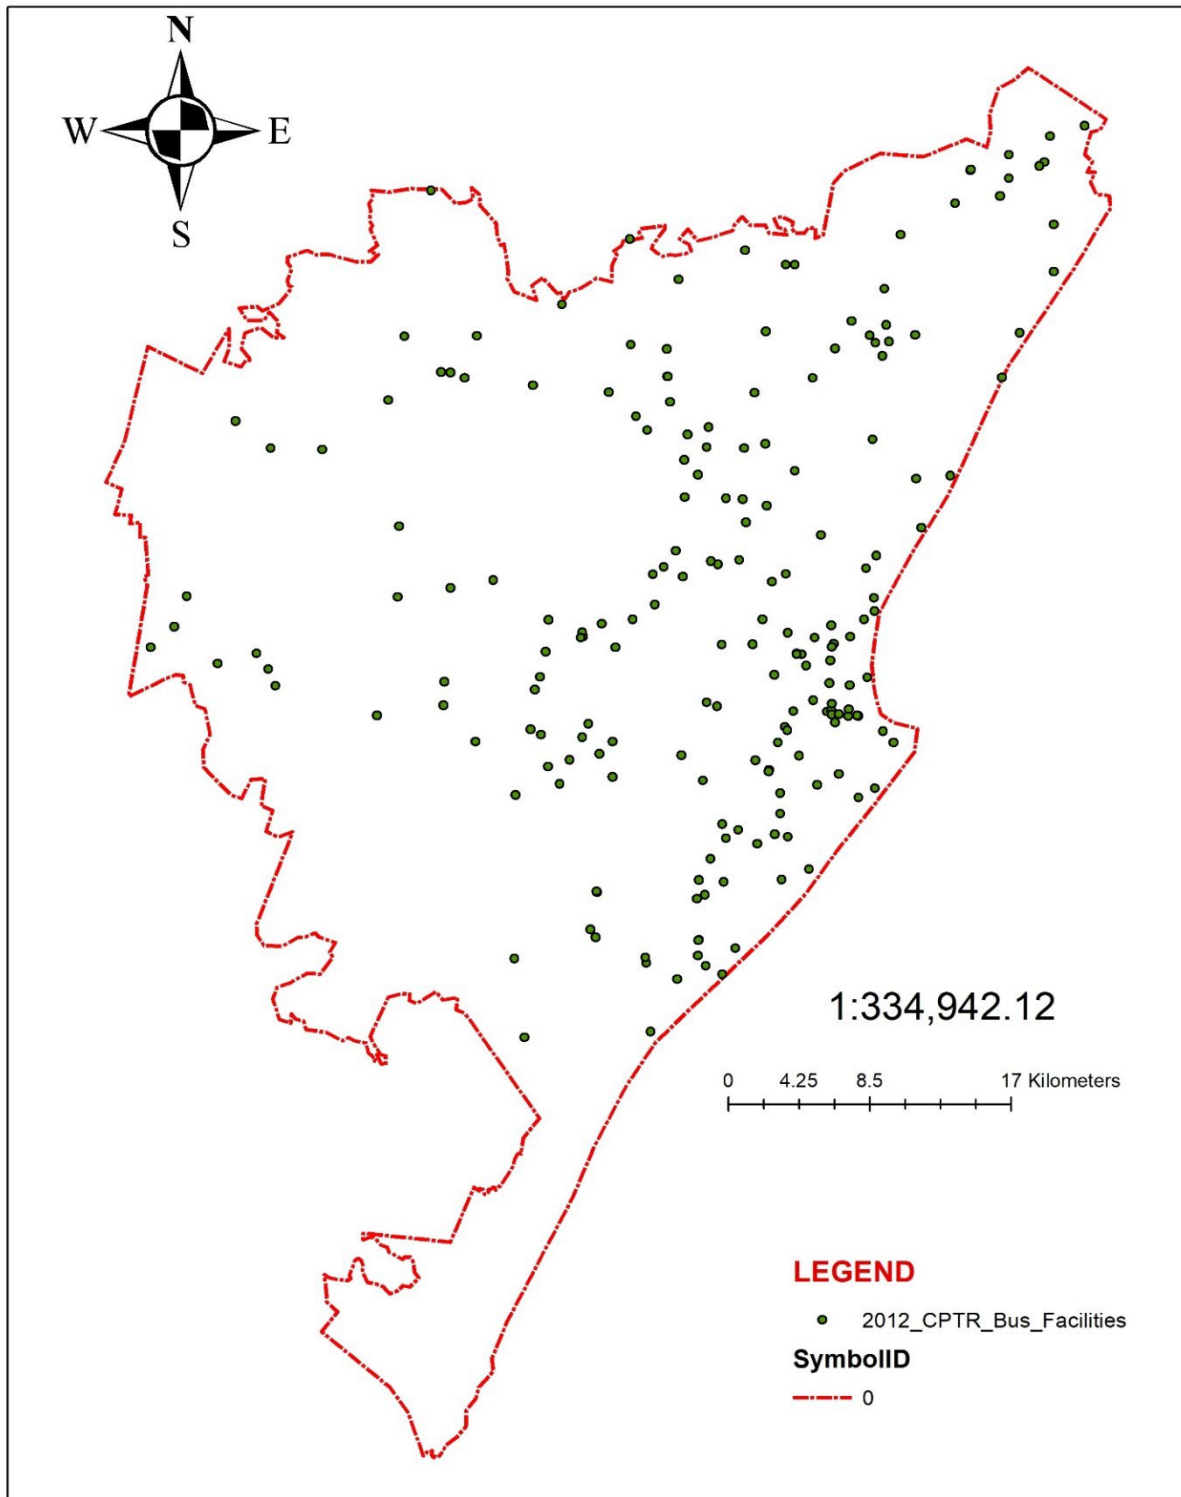 N
W E
S
1:334,942.12
0 4.25 8.5 17 Kilometers
LEGEND
2012_CPTR_Bus_Facilities
SymbolID
0